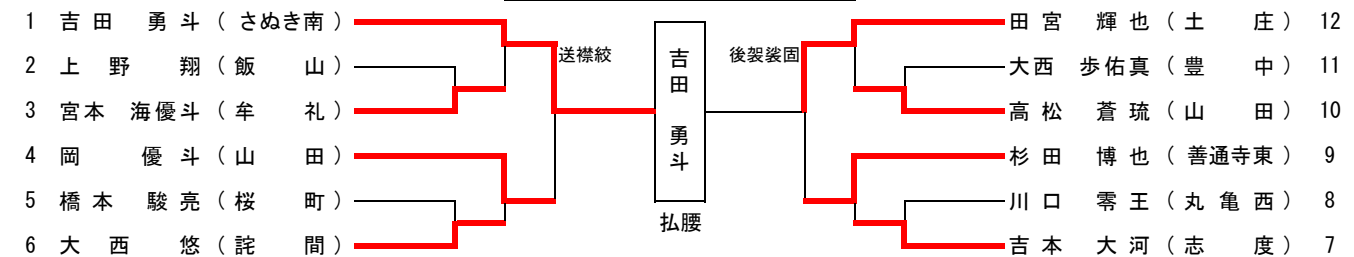 1 吉田 勇斗 ( さぬき南 )
2 上野 翔 ( 飯山 )
3 宮本 海優斗 ( 牟礼 )
4 岡 優斗 ( 山田 )
5 橋本 駿亮 ( 桜町 )
6 大西 悠 ( 詫間 )
送襟絞
吉田 勇斗
払腰
後袈裟固
田宮 輝也 ( 土庄 ) 12
大西 歩佑真 ( 豊中 ) 11
高松 蒼琉 ( 山田 ) 10
杉田 博也 ( 善通寺東 ) 9
川口 零王 ( 丸亀西 ) 8
吉本 大河 ( 志度 ) 7